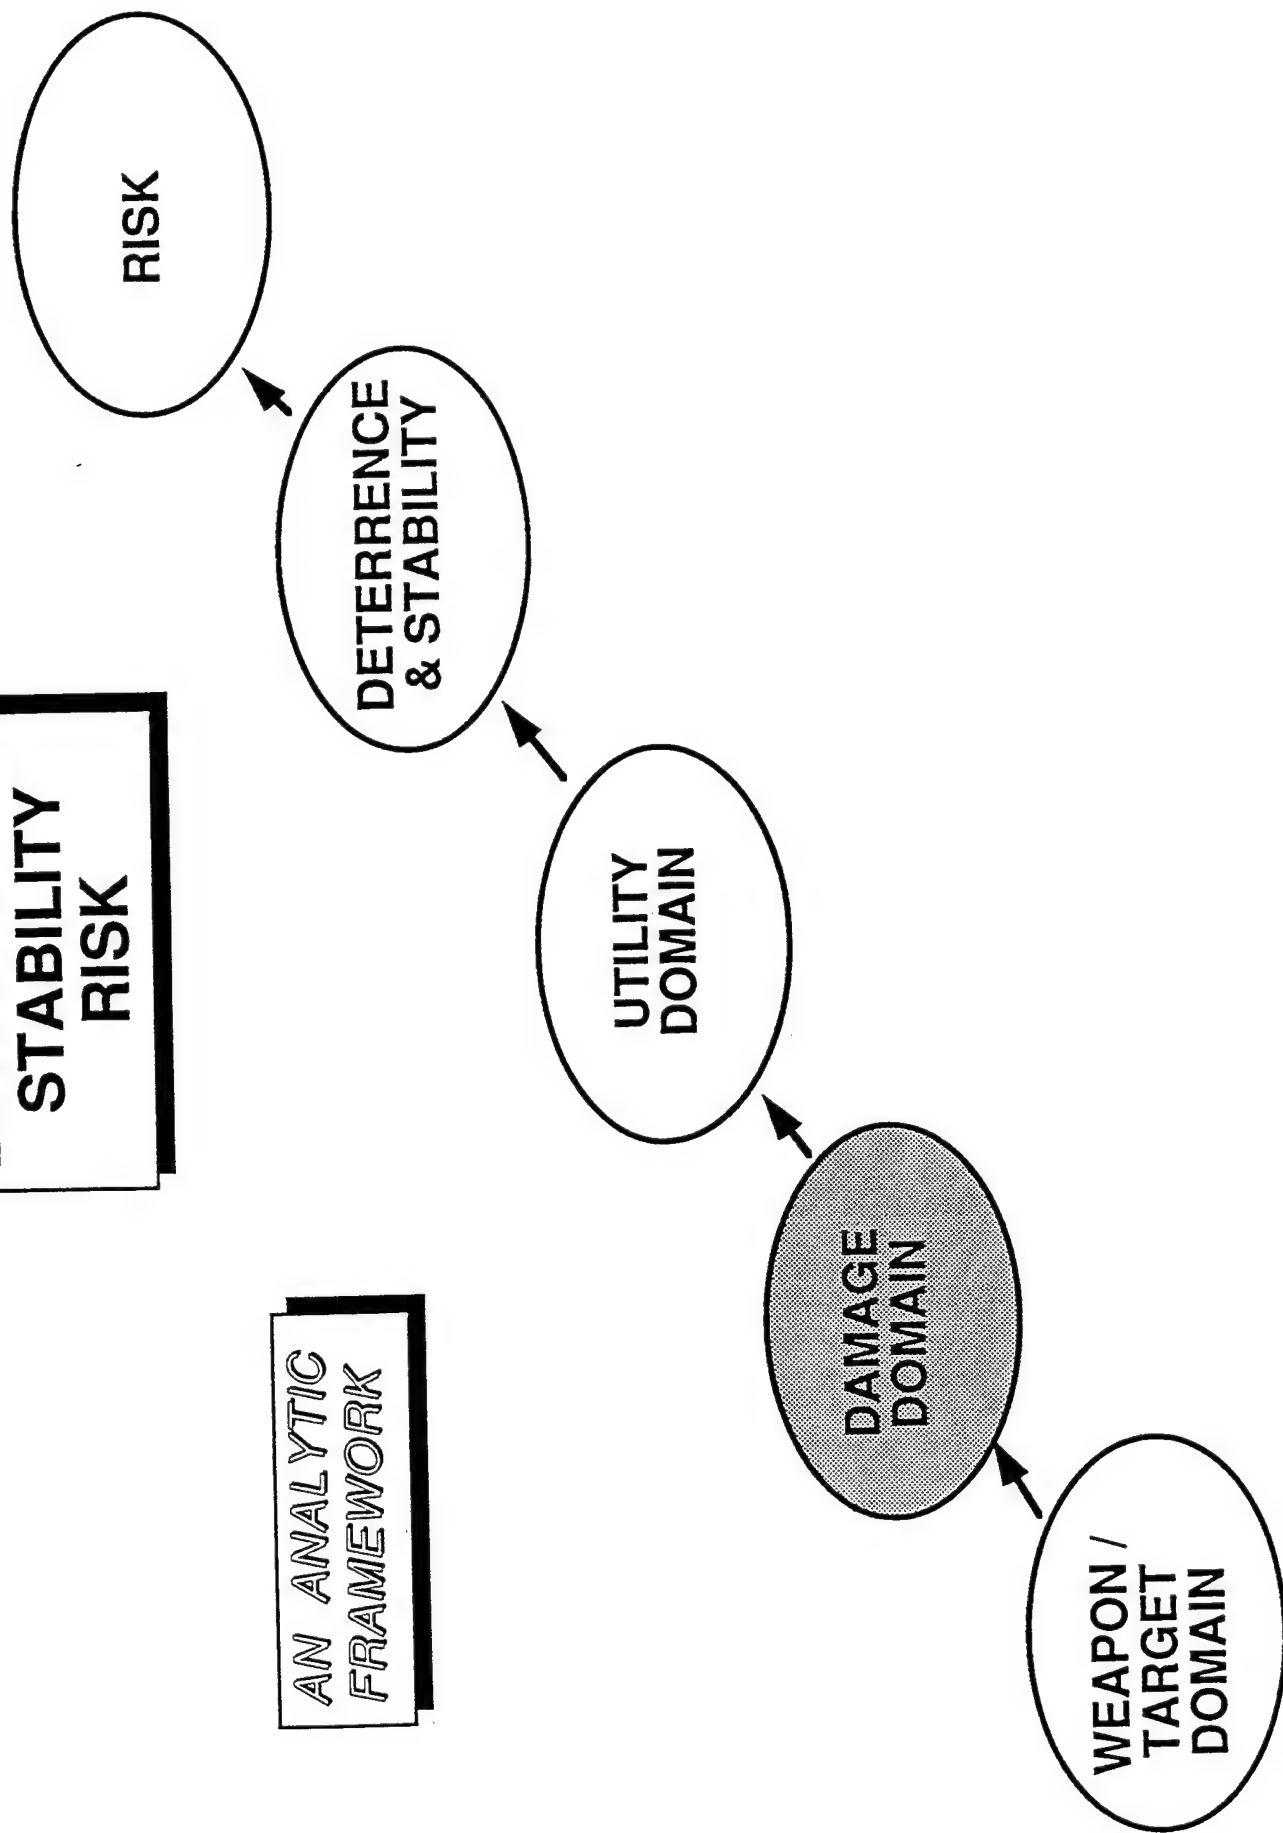 STABILITY
RISK
AN ANALYTIC
FRAMEWORK
WEAPON /
TARGET
DOMAIN
DAMAGE
DOMAIN
UTILITY
DOMAIN
DETERRENCE
& STABILITY
RISK